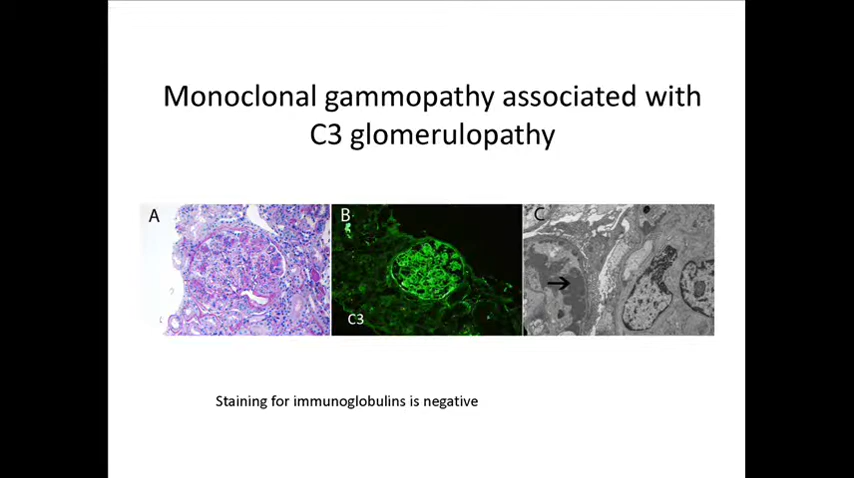 Monoclonal gammopathy associated with
C3 glomerulopathy
A
B
C
C3
Staining for immunoglobulins is negative